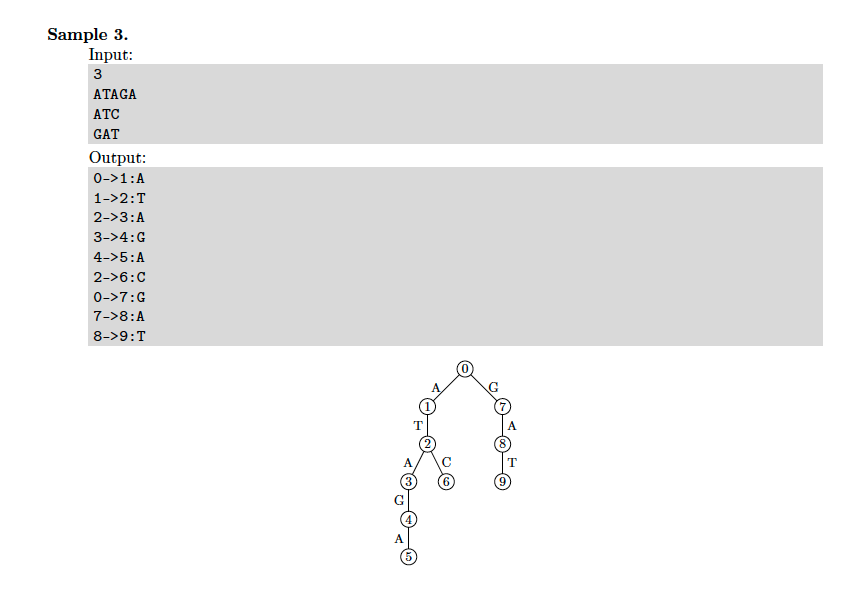 Sample 3.
Input:
3
ATAGA
ATC
GAT
Output:
0->1:A
1->2:T
2->3:A
3->4:G
4->5:A
2->6:C
0->7:G
7->8:A
8->9:T
0
A G
1 7
T A
2 8
A C T
3 6 9
G
4
A
5